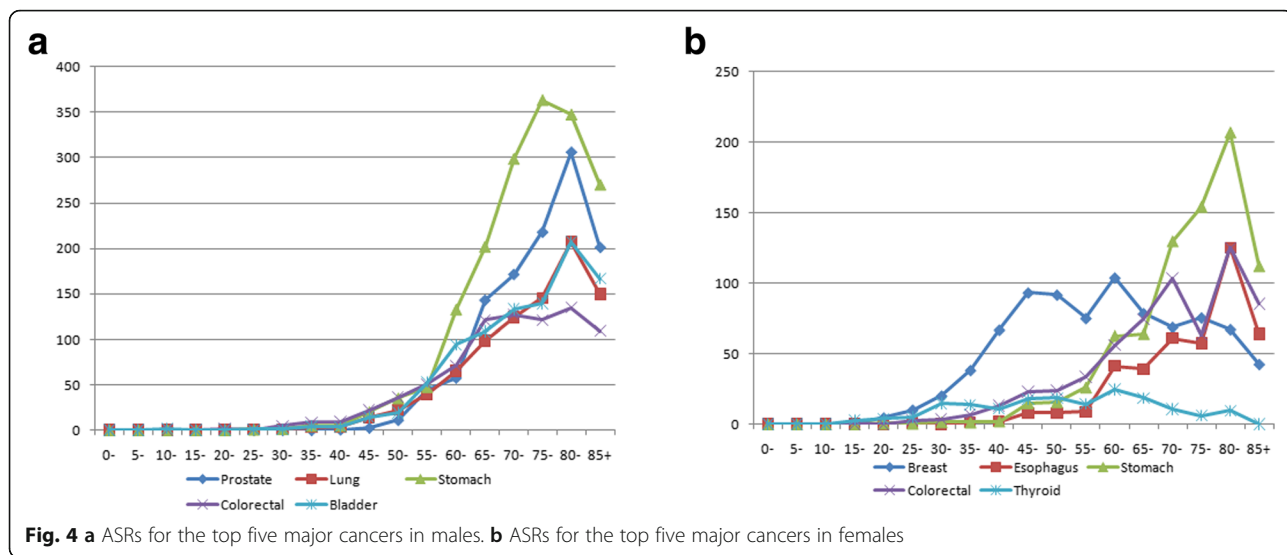 a
400
350
300
250
200
150
100
50
0
0- 5- 10- 15- 20- 25- 30- 35- 40- 45- 50- 55- 60- 65- 70- 75- 80- 85+
Prostate Lung Stomach
Colorectal Bladder
b
250
200
150
100
50
0
0- 5- 10- 15- 20- 25- 30- 35- 40- 45- 50- 55- 60- 65- 70- 75- 80- 85+
Breast Esophagus Stomach
Colorectal Thyroid
Fig. 4 a ASRs for the top five major cancers in males. b ASRs for the top five major cancers in females